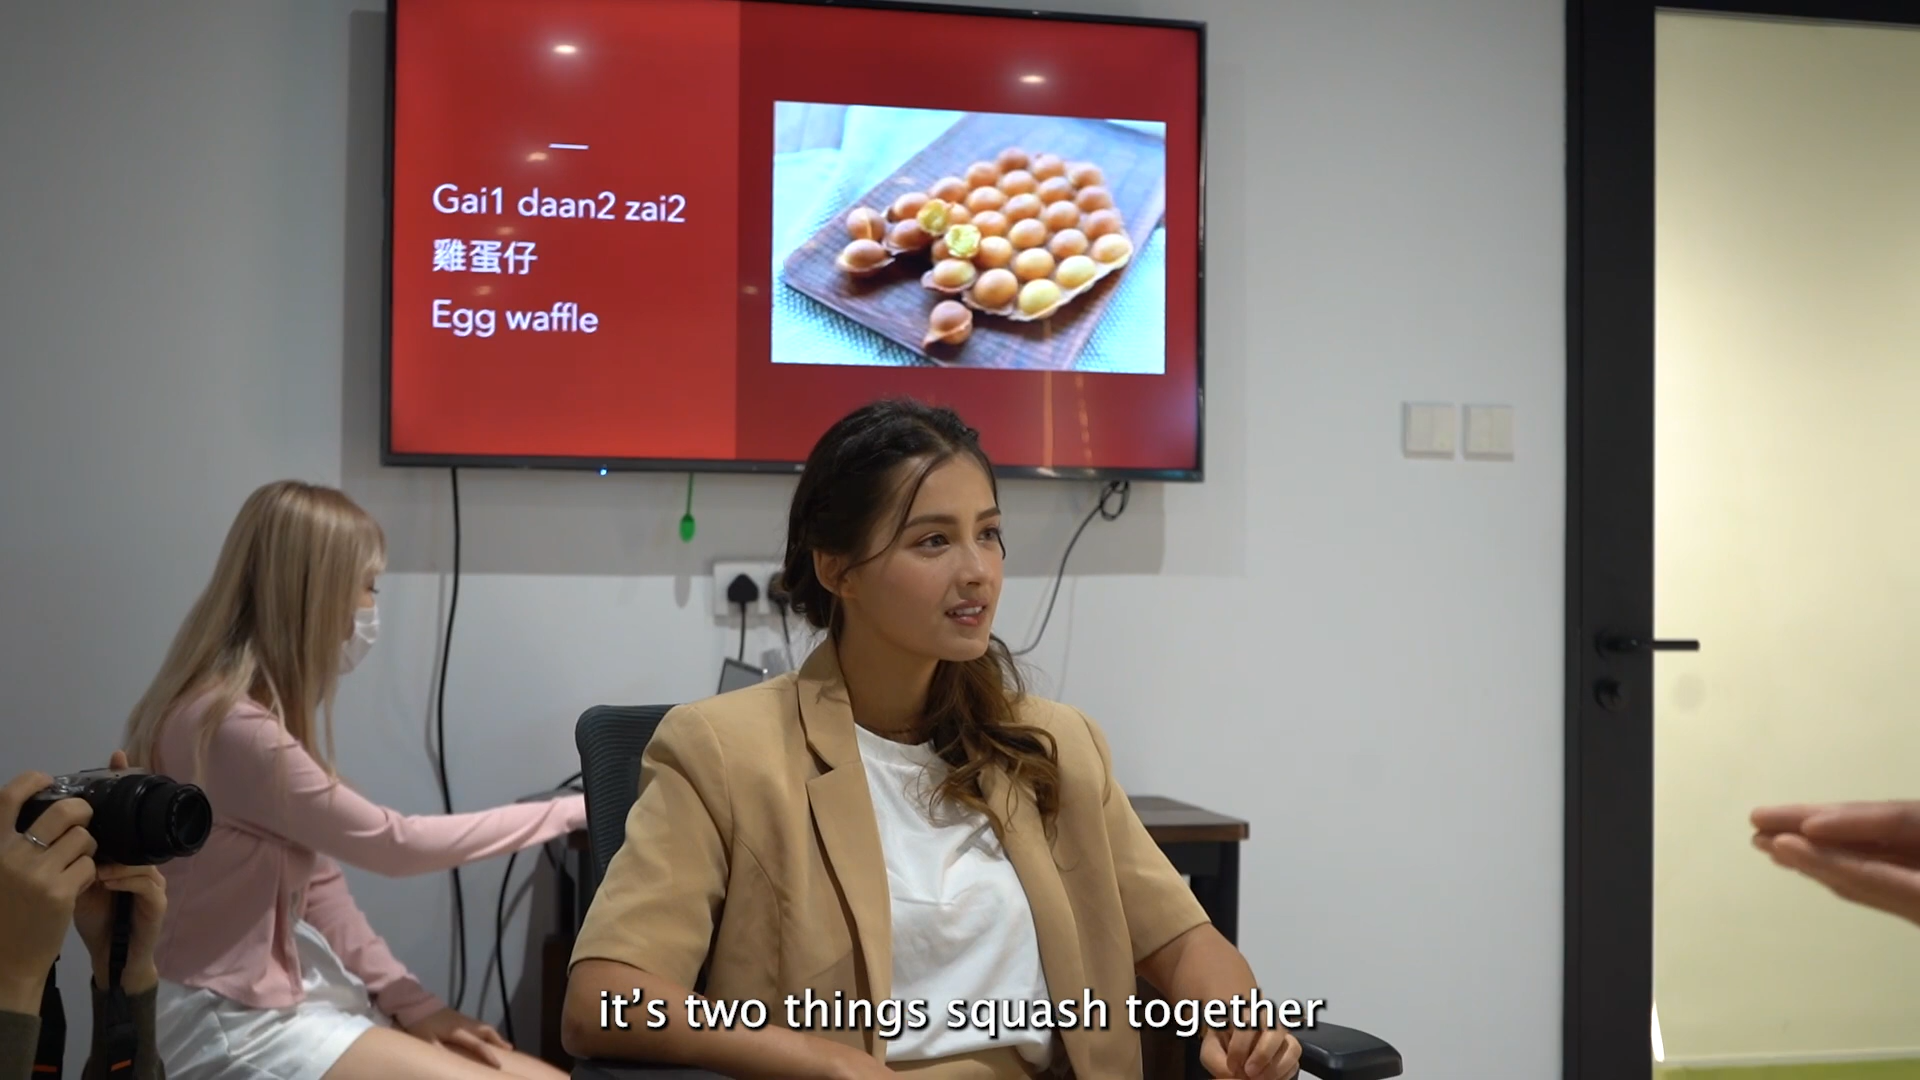 Gai1 daan2 zai2
雞蛋仔
Egg waffle
it's two things squash together